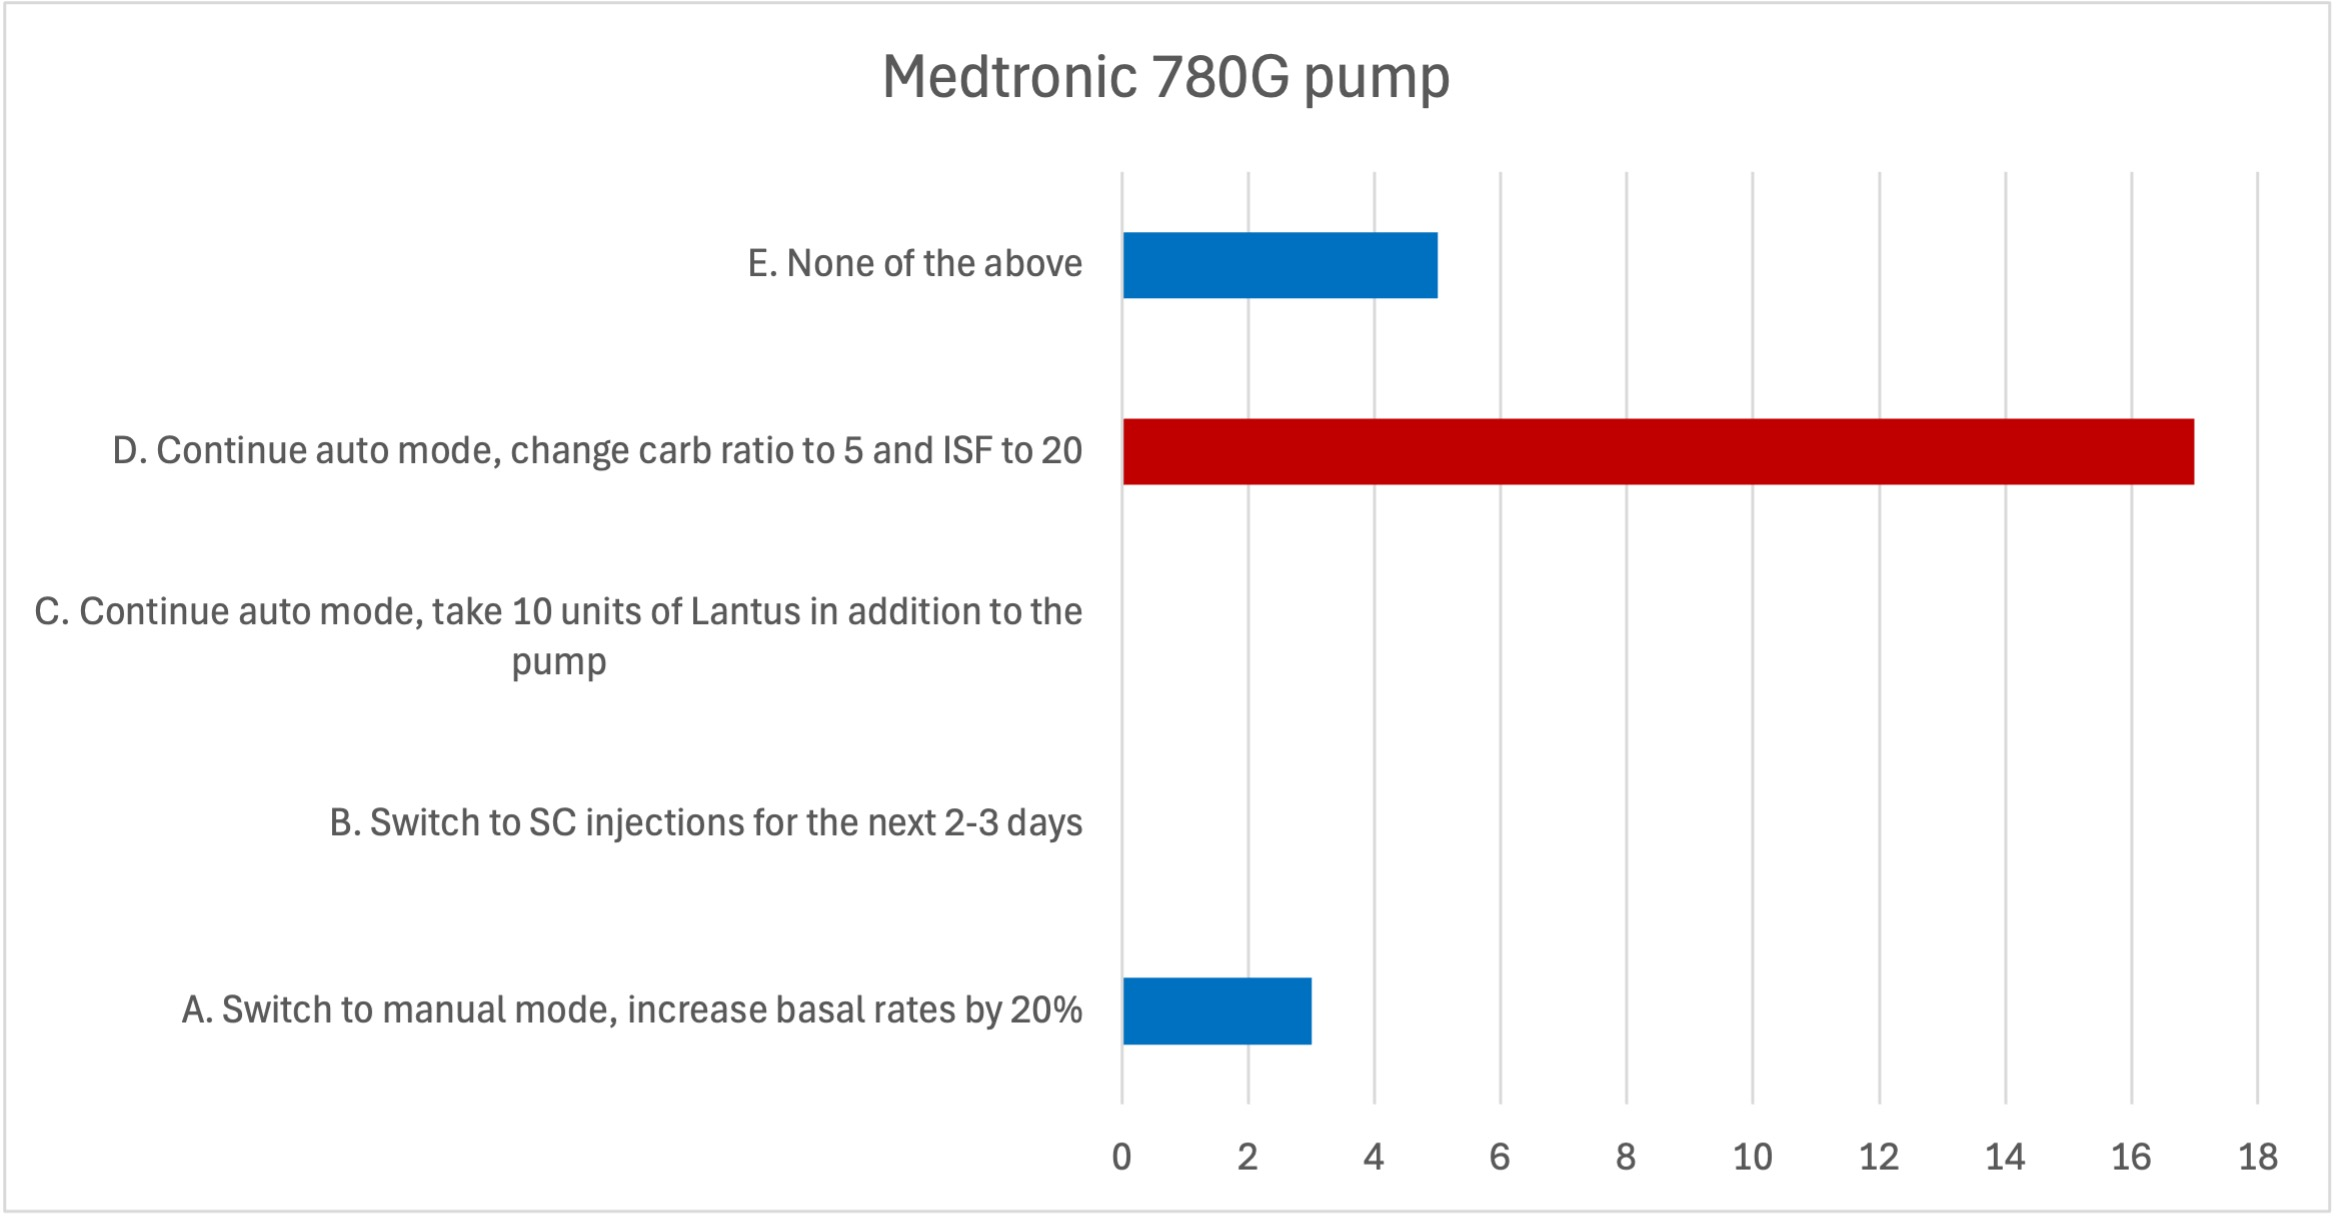 Medtronic 780G pump
E. None of the above
D. Continue auto mode, change carb ratio to 5 and ISF to 20
C. Continue auto mode, take 10 units of Lantus in addition to the
pump
B. Switch to SC injections for the next 2-3 days
A. Switch to manual mode, increase basal rates by 20%
0 2 4 6 8 10 12 14 16 18